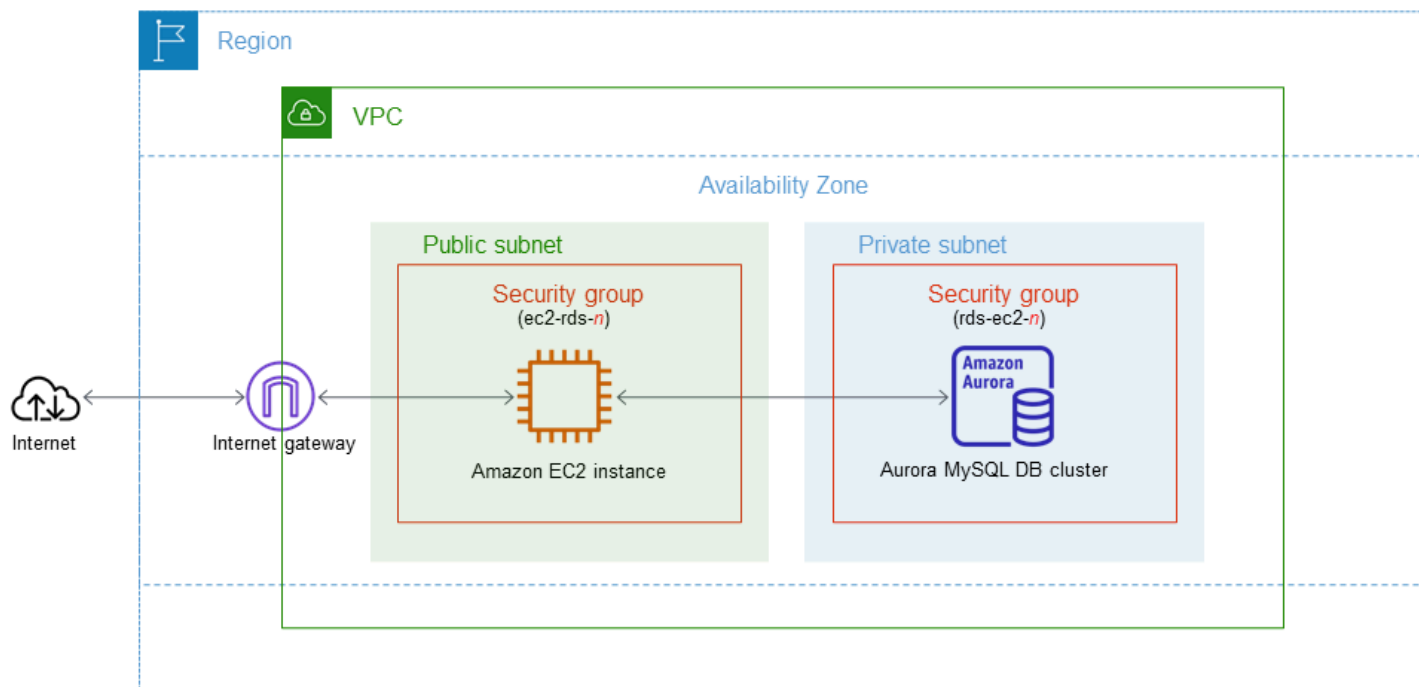 Region
VPC
Availability Zone
Public subnet
Private subnet
Security group
(ec2-rds-n)
Security group
(rds-ec2-n)
Amazon
Aurora
Internet
Internet gateway
Amazon EC2 instance
Aurora MySQL DB cluster